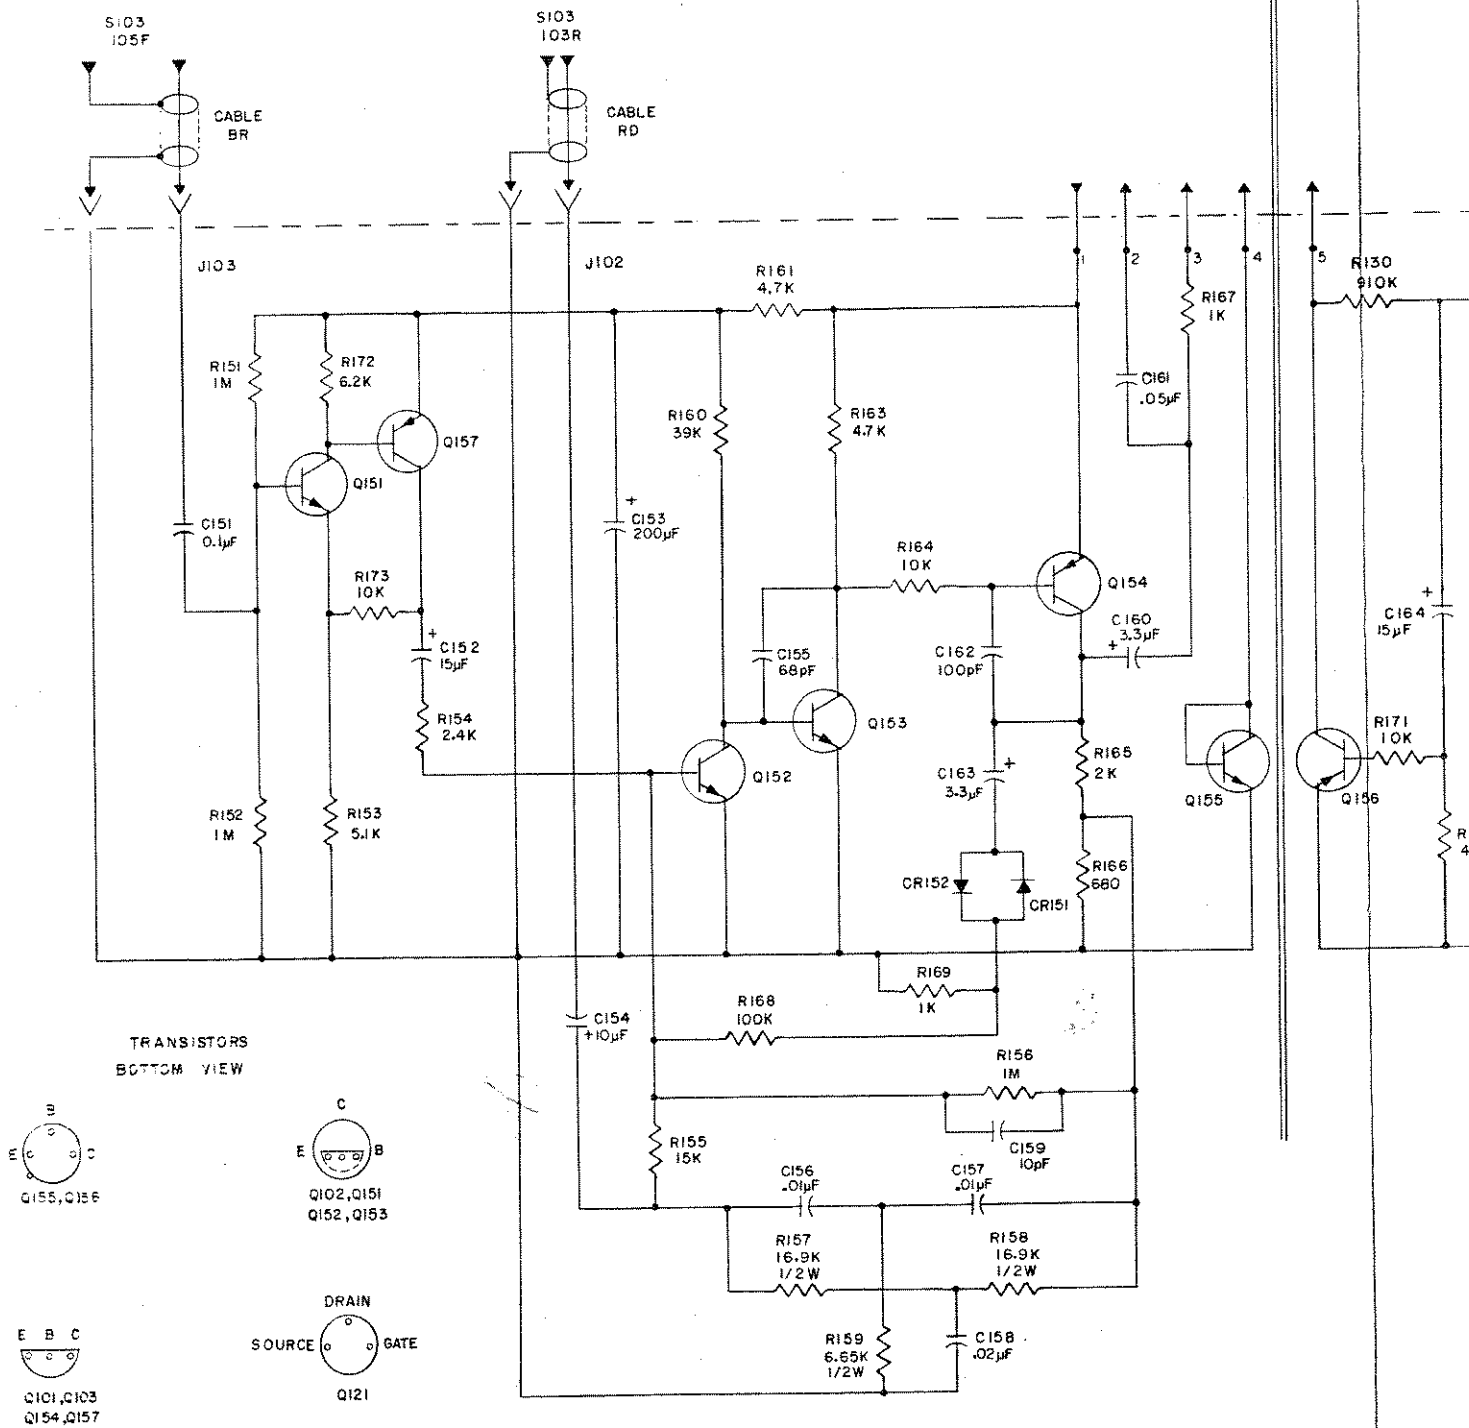 S103
105F
S103
103R
CABLE
BR
CABLE
RD
J103
J102
1
2
3
4
5
R161
4.7K
R130
910K
R167
1K
R151
1M
R172
6.2K
Q157
R160
39K
R163
4.7K
C161
.05µF
Q151
C151
0.1µF
+
C153
200µF
R164
10K
Q154
R173
10K
+
C152
15µF
C155
68pF
C162
100pF
C160
3.3µF
+
+
C164
15µF
R154
2.4K
Q153
Q152
C163
3.3µF
+
R165
2K
Q155
Q156
R171
10K
R152
1M
R153
5.1K
CR152
CR151
R166
680
R
4
R169
1K
C154
+10µF
R168
100K
TRANSISTORS
BOTTOM VIEW
R156
1M
C159
10pF
B
E C
Q155,Q156
C
E B
Q102,Q151
Q152,Q153
R155
15K
C156
.01µF
C157
.01µF
R157
16.9K
1/2W
R158
16.9K
1/2W
E B C
Q101,Q103
Q154,Q157
DRAIN
SOURCE GATE
Q121
R159
6.65K
1/2W
C158
.02µF